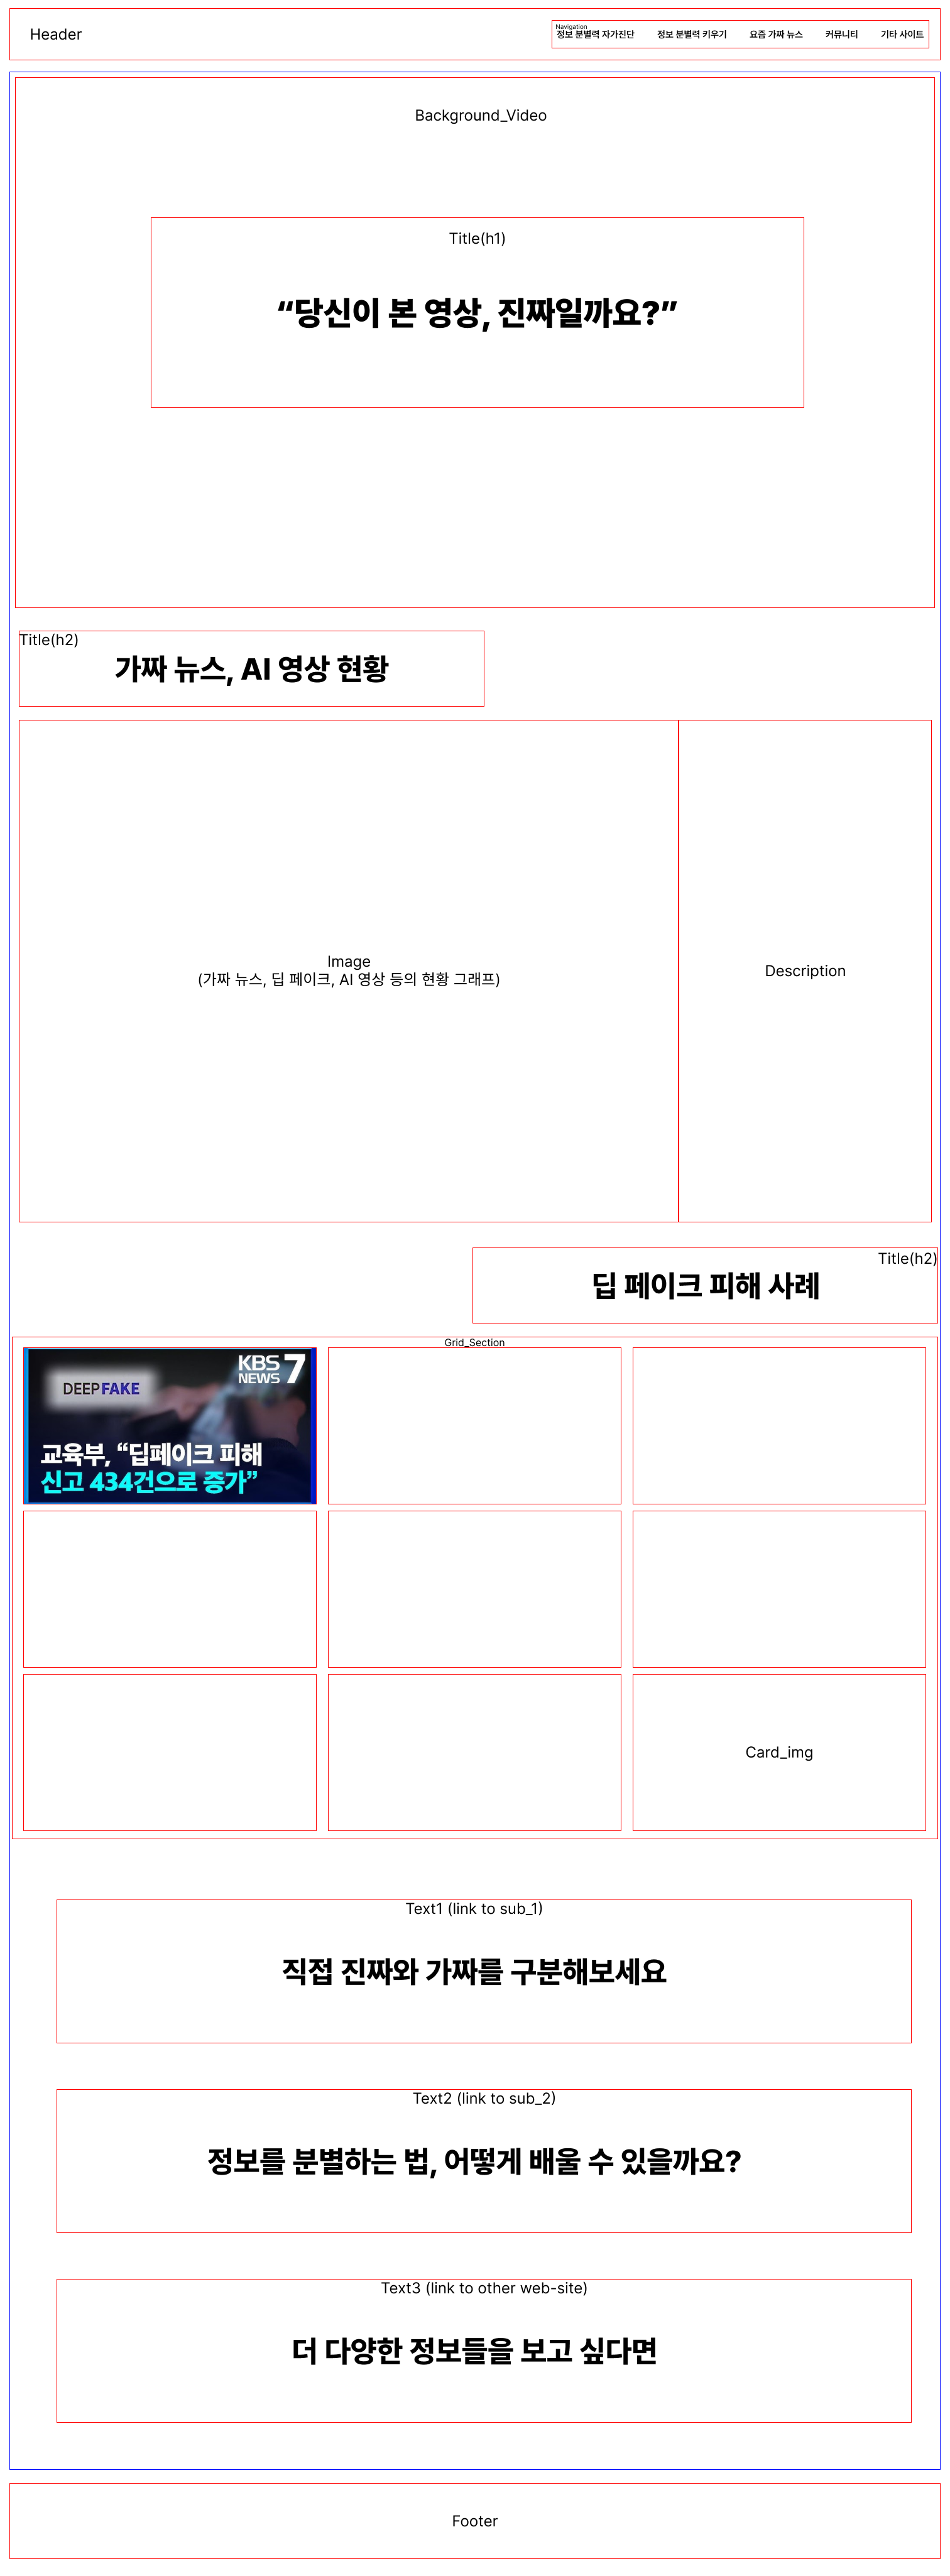 Header
Navigation
정보 분별력 자가진단 정보 분별력 키우기 요즘 가짜 뉴스 커뮤니티 기타 사이트
Background_Video
Title(h1)
“당신이 본 영상, 진짜일까요?”
Title(h2)
가짜 뉴스, AI 영상 현황
Image
(가짜 뉴스, 딥 페이크, AI 영상 등의 현황 그래프)
Description
Title(h2)
딥 페이크 피해 사례
Grid_Section
KBS
NEWS 7
DEEPFAKE
교육부, “딥페이크 피해
신고 434건으로 증가”
Card_img
Text1 (link to sub_1)
직접 진짜와 가짜를 구분해보세요
Text2 (link to sub_2)
정보를 분별하는 법, 어떻게 배울 수 있을까요?
Text3 (link to other web-site)
더 다양한 정보들을 보고 싶다면
Footer